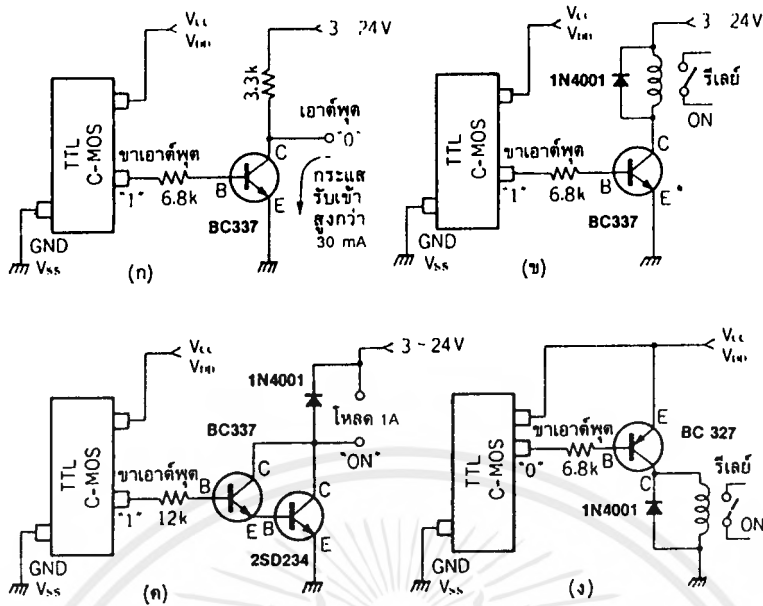 VCC
VDD
3 - 24V
3.3k
TTL
C-MOS
เอาต์พุต
"0"
ขาเอาต์พุต
"1"
6.8k
B
C
E
BC337
กระแส
รับเข้า
สูงกว่า
30 mA
GND
VSS
(ก)
VCC
VDD
3 - 24V
1N4001
รีเลย์
ON
TTL
C-MOS
ขาเอาต์พุต
"1"
6.8k
B
C
E
BC337
GND
VSS
(ข)
VCC
VDD
3 ~ 24V
1N4001
BC337
โหลด 1A
"ON"
TTL
C-MOS
ขาเอาต์พุต
"1"
12k
B
C
E
B
C
E
2SD234
GND
VSS
(ค)
VCC
VDD
E
BC 327
TTL
C-MOS
ขาเอาต์พุต
"0"
6.8k
B
C
รีเลย์
1N4001
ON
GND
VSS
(ง)